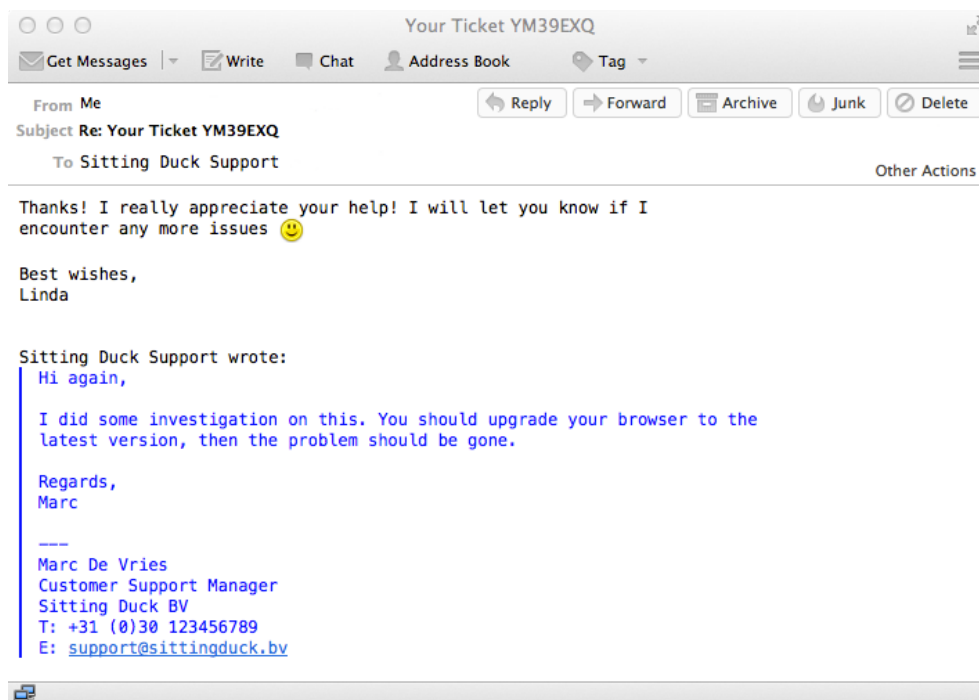 Your Ticket YM39EXQ
Get Messages Write Chat Address Book Tag
From Me Reply Forward Archive Junk Delete
Subject Re: Your Ticket YM39EXQ
To Sitting Duck Support
Other Actions
Thanks! I really appreciate your help! I will let you know if I
encounter any more issues
Best wishes,
Linda
Sitting Duck Support wrote:
Hi again,
I did some investigation on this. You should upgrade your browser to the
latest version, then the problem should be gone.
Regards,
Marc
---
Marc De Vries
Customer Support Manager
Sitting Duck BV
T: +31 (0)30 123456789
E: support@sittingduck.bv